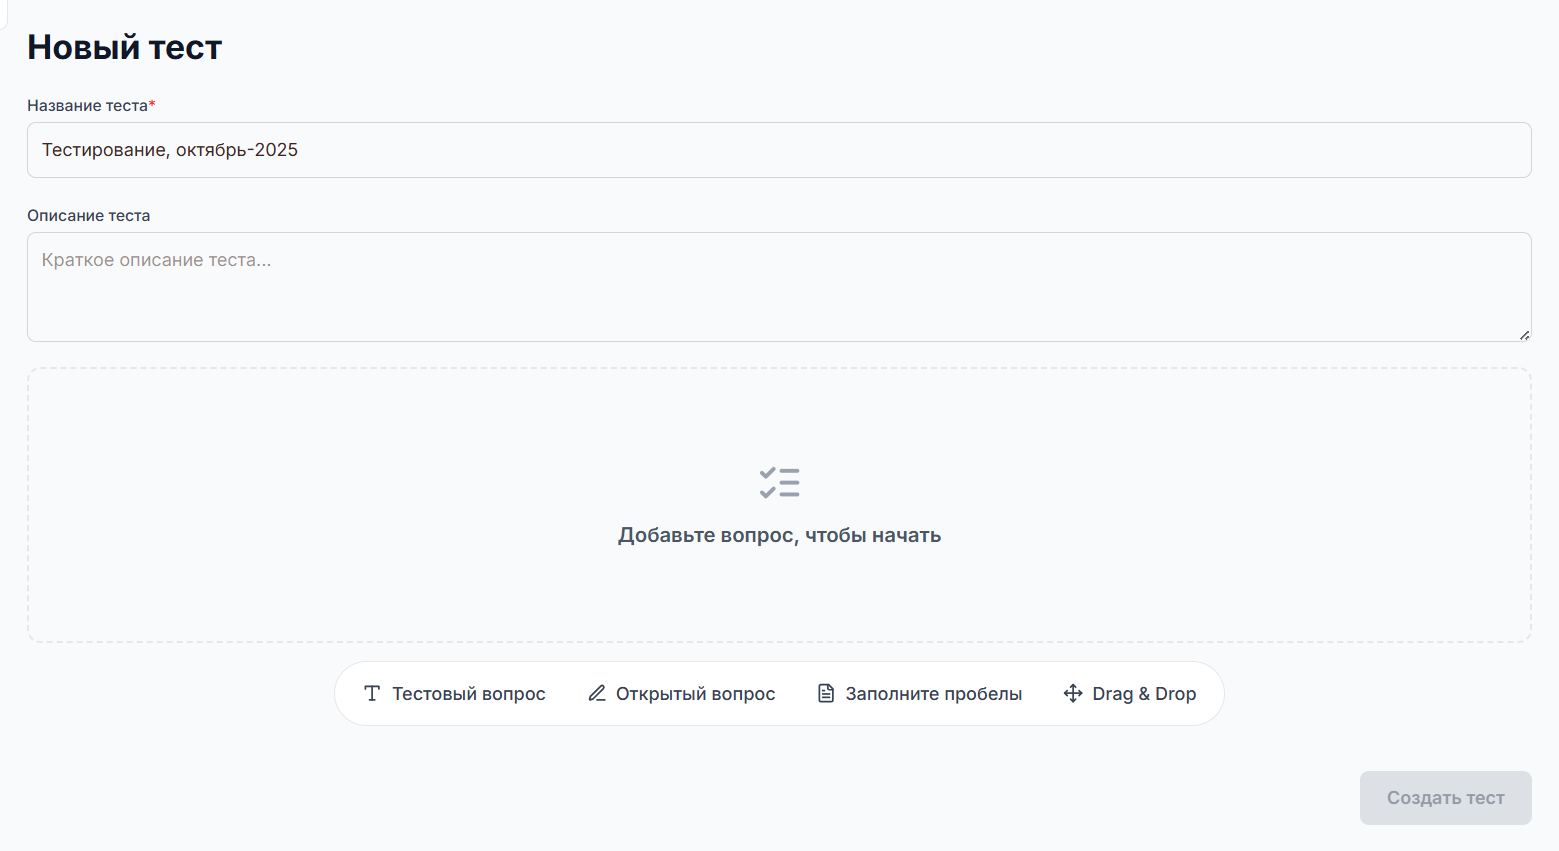 Новый тест
Название теста*
Тестирование, октябрь-2025
Описание теста
Краткое описание теста...
Добавьте вопрос, чтобы начать
Тестовый вопрос Открытый вопрос Заполните пробелы Drag & Drop
Создать тест